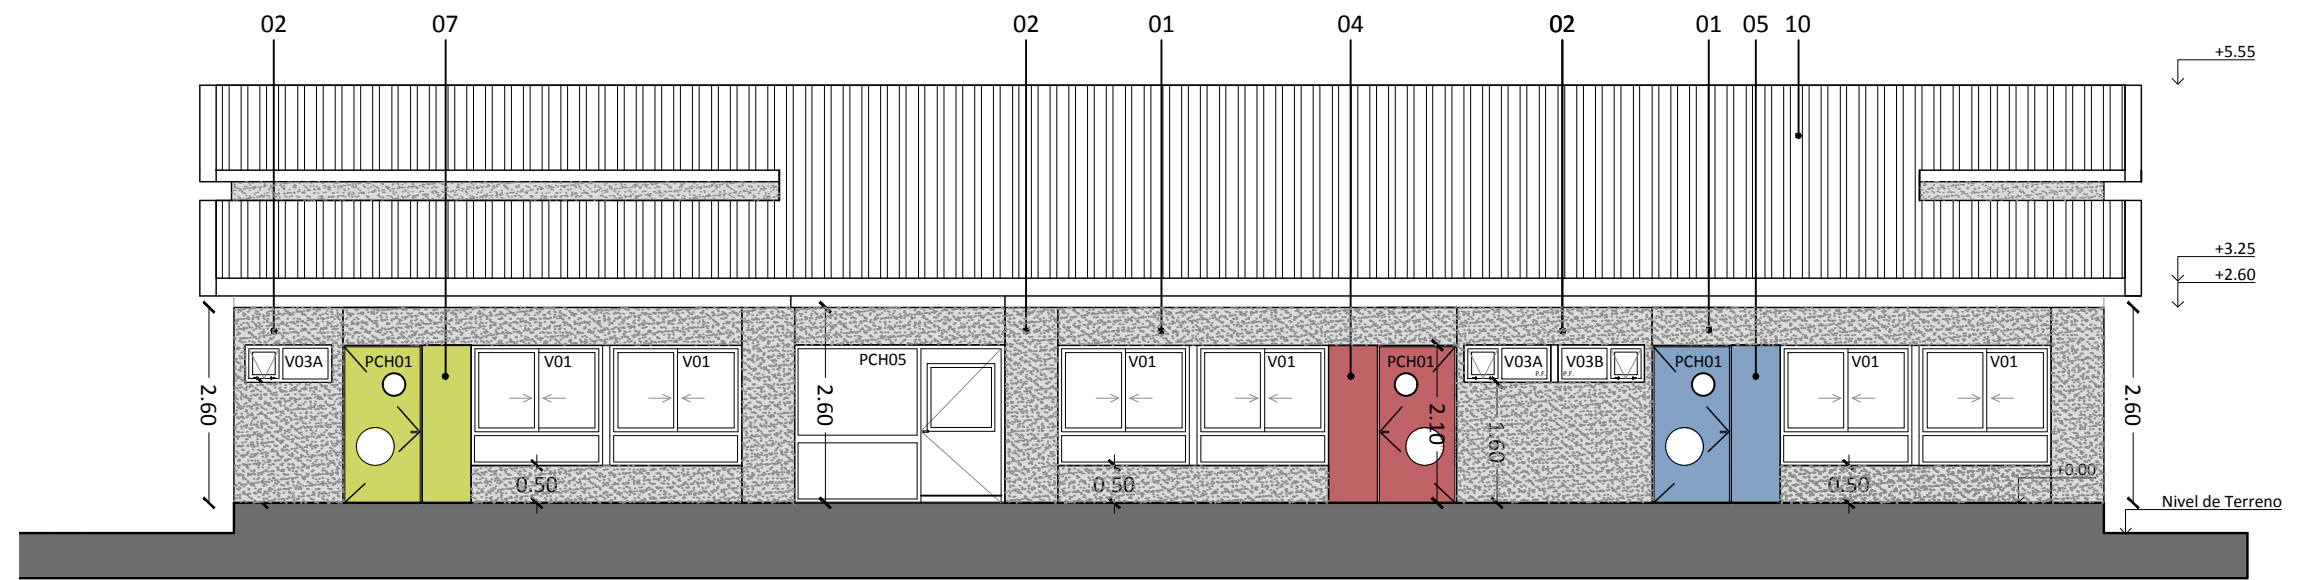 02 07 02 01 04 02 01 05 10
+5.55
+3.25
+2.60
V03A PCH01 V01 V01 PCH05 V01 V01 PCH01 V03A V03B PCH01 V01 V01
P.F. P.F.
2.60 2.60 2.10 1.60 2.60
0.50 0.50 0.50 +0.00
Nivel de Terreno